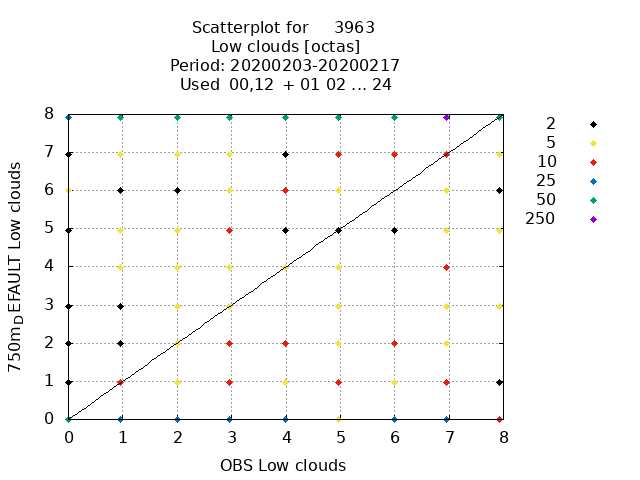 Scatterplot for 3963
Low clouds [octas]
Period: 20200203-20200217
Used 00,12 + 01 02 ... 24
8
7
6
5
4
3
2
1
0
750m_DEFAULT Low clouds
0 1 2 3 4 5 6 7 8
OBS Low clouds
2
5
10
25
50
250